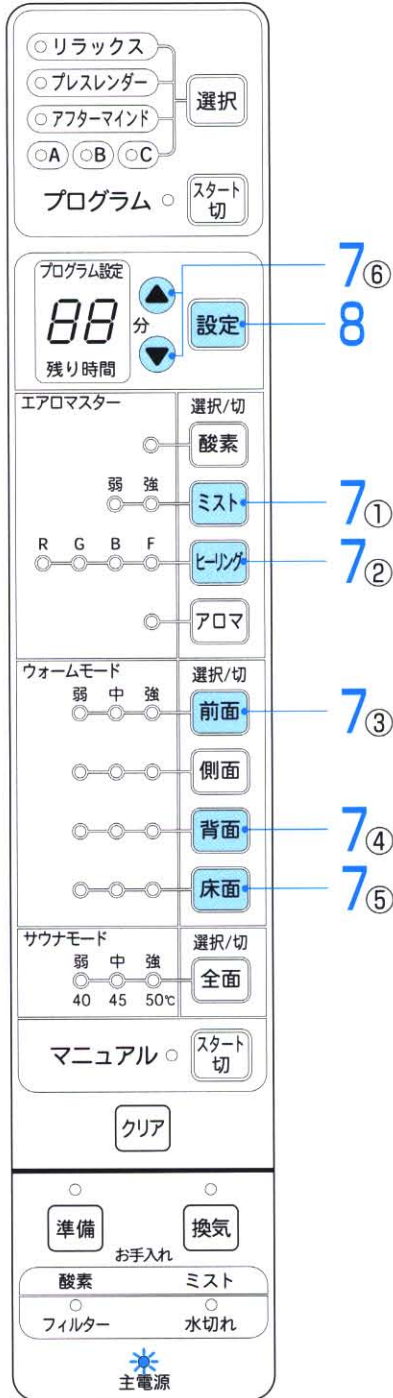 リラックス
プレスレンダー
アフターマインド
選択
A B C
プログラム
スタート
切
プログラム設定
88 分
▲
▼
設定
残り時間
7⑥
8
エアロマスター
選択/切
酸素
弱 強
ミスト
7①
R G B F
ヒーリング
7②
アロマ
ウォームモード
選択/切
弱 中 強
前面
7③
側面
背面
7④
床面
7⑤
サウナモード
選択/切
弱 中 強
全面
40 45 50℃
マニュアル
スタート
切
クリア
準備
換気
お手入れ
酸素 ミスト
フィルター 水切れ
主電源